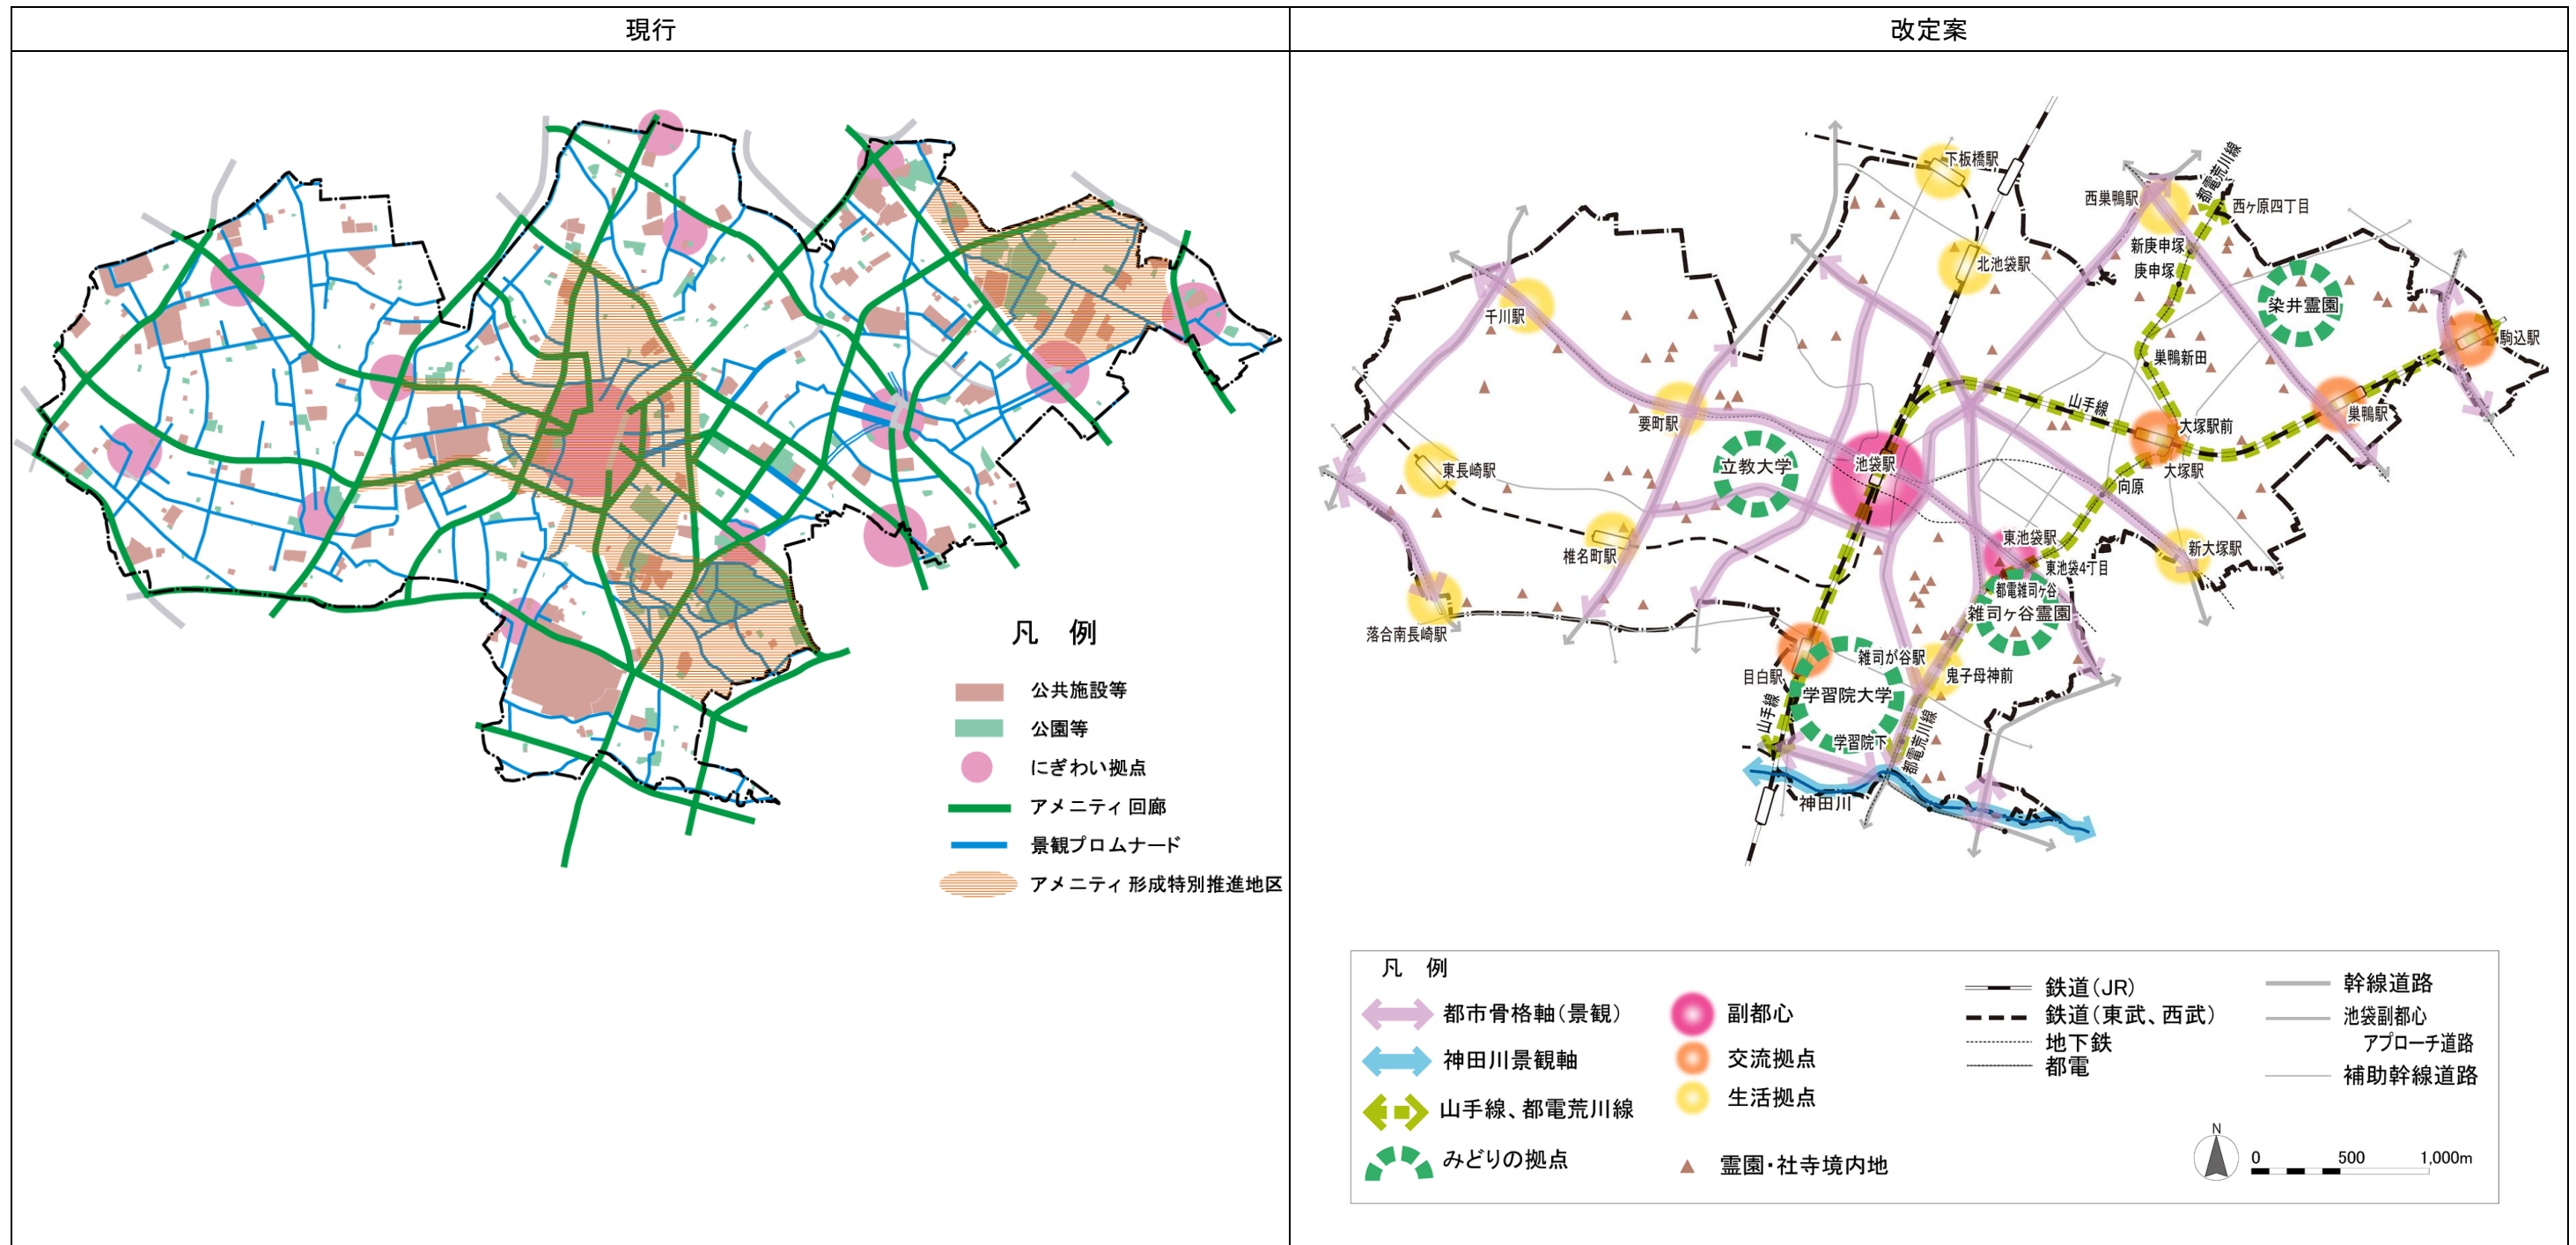 現行
改定案
凡　例
公共施設等
公園等
にぎわい拠点
アメニティ回廊
景観プロムナード
アメニティ形成特別推進地区
下板橋駅
都電荒川線
西巣鴨駅
西ヶ原四丁目
新庚申塚
庚申塚
北池袋駅
染井霊園
千川駅
駒込駅
巣鴨新田
山手線
巣鴨駅
要町駅
大塚駅前
立教大学
池袋駅
大塚駅
東長崎駅
向原
東池袋駅
新大塚駅
椎名町駅
東池袋4丁目
都電雑司ヶ谷
雑司ヶ谷霊園
落合南長崎駅
雑司が谷駅
鬼子母神前
目白駅
学習院大学
山手線
学習院下
都電荒川線
神田川
凡　例
都市骨格軸（景観）
神田川景観軸
山手線、都電荒川線
みどりの拠点
副都心
交流拠点
生活拠点
霊園・社寺境内地
鉄道（JR）
鉄道（東武、西武）
地下鉄
都電
幹線道路
池袋副都心
アプローチ道路
補助幹線道路
N
0 500 1,000m